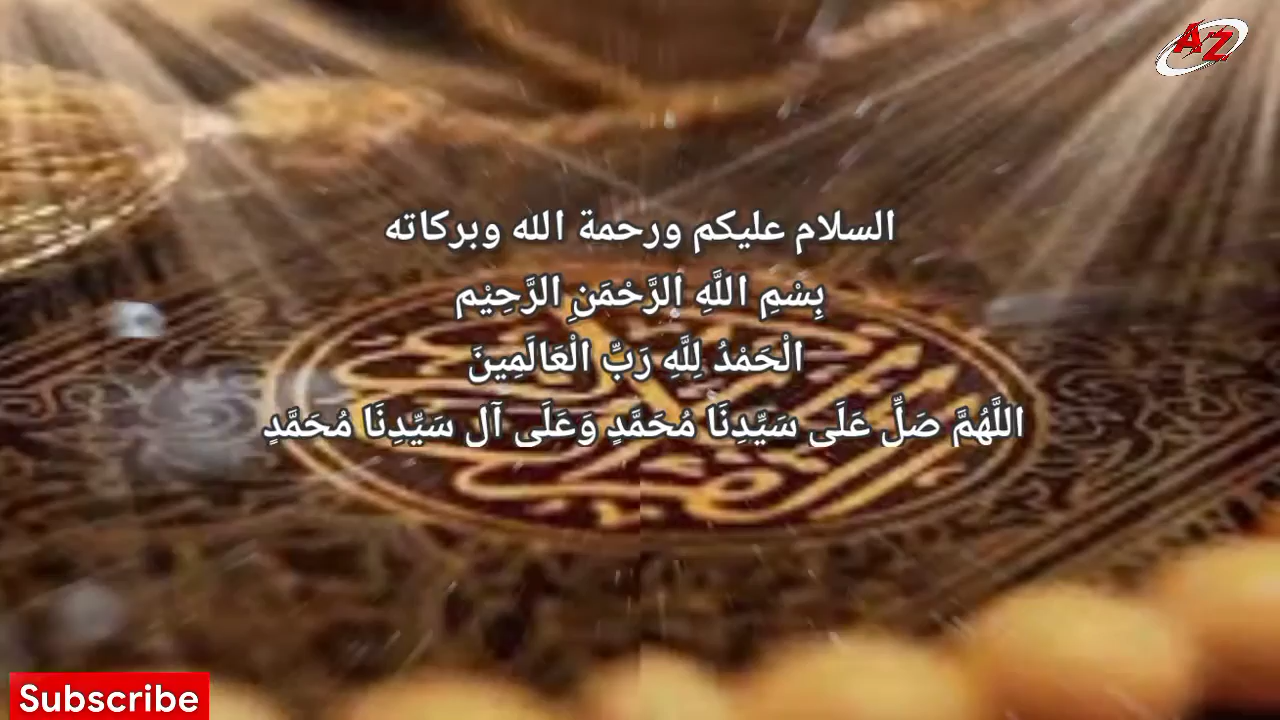 AZ
السلام عليكم ورحمة الله وبركاته
بِسْمِ اللَّهِ الرَّحْمَنِ الرَّحِيْم
الْحَمْدُ لِلَّهِ رَبِّ الْعَالَمِينَ
اللَّهُمَّ صَلِّ عَلَى سَيِّدِنَا مُحَمَّدٍ وَعَلَى آل سَيِّدِنَا مُحَمَّدٍ
Subscribe